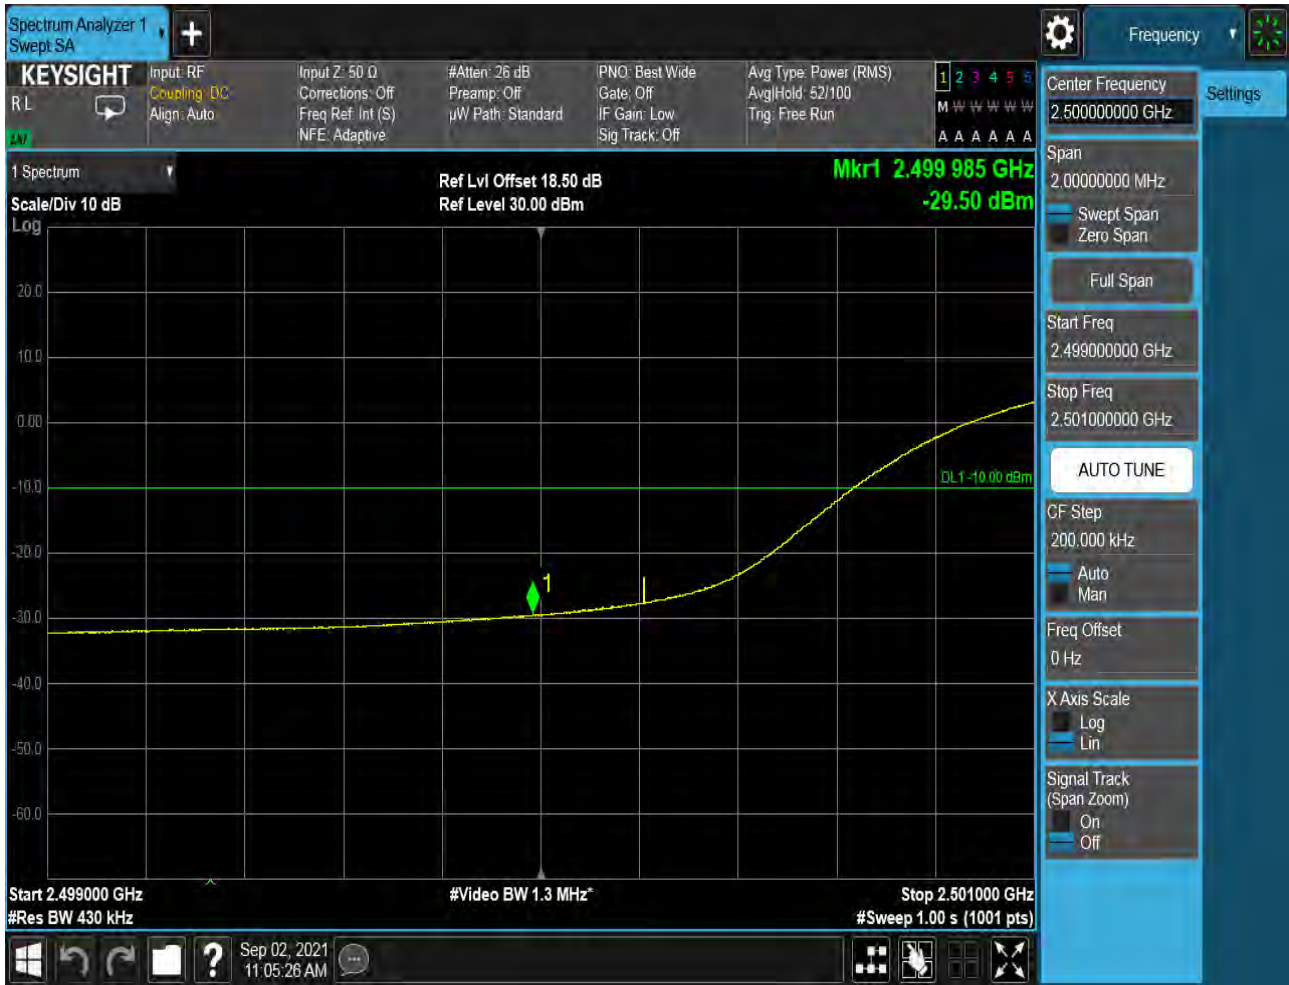 Spectrum Analyzer 1
Swept SA
Frequency
KEYSIGHT
R L
Input: RF
Coupling: DC
Align: Auto
Input Z: 50 Ω
Corrections: Off
Freq Ref: Int (S)
NFE: Adaptive
#Atten: 26 dB
Preamp: Off
µW Path: Standard
PNO: Best Wide
Gate: Off
IF Gain: Low
Sig Track: Off
Avg Type: Power (RMS)
Avg|Hold: 52/100
Trig: Free Run
1 2 3 4 5 6
M W W W W W
A A A A A A
1 Spectrum
Scale/Div 10 dB
Ref Lvl Offset 18.50 dB
Ref Level 30.00 dBm
Mkr1 2.499 985 GHz
-29.50 dBm
Log
20.0
10.0
0.00
-10.0
-20.0
-30.0
-40.0
-50.0
-60.0
DL1 -10.00 dBm
1
Start 2.499000 GHz
#Res BW 430 kHz
#Video BW 1.3 MHz*
Stop 2.501000 GHz
#Sweep 1.00 s (1001 pts)
Sep 02, 2021
11:05:26 AM
Center Frequency
2.500000000 GHz
Settings
Span
2.00000000 MHz
Swept Span
Zero Span
Full Span
Start Freq
2.499000000 GHz
Stop Freq
2.501000000 GHz
AUTO TUNE
CF Step
200.000 kHz
Auto
Man
Freq Offset
0 Hz
X Axis Scale
Log
Lin
Signal Track
(Span Zoom)
On
Off